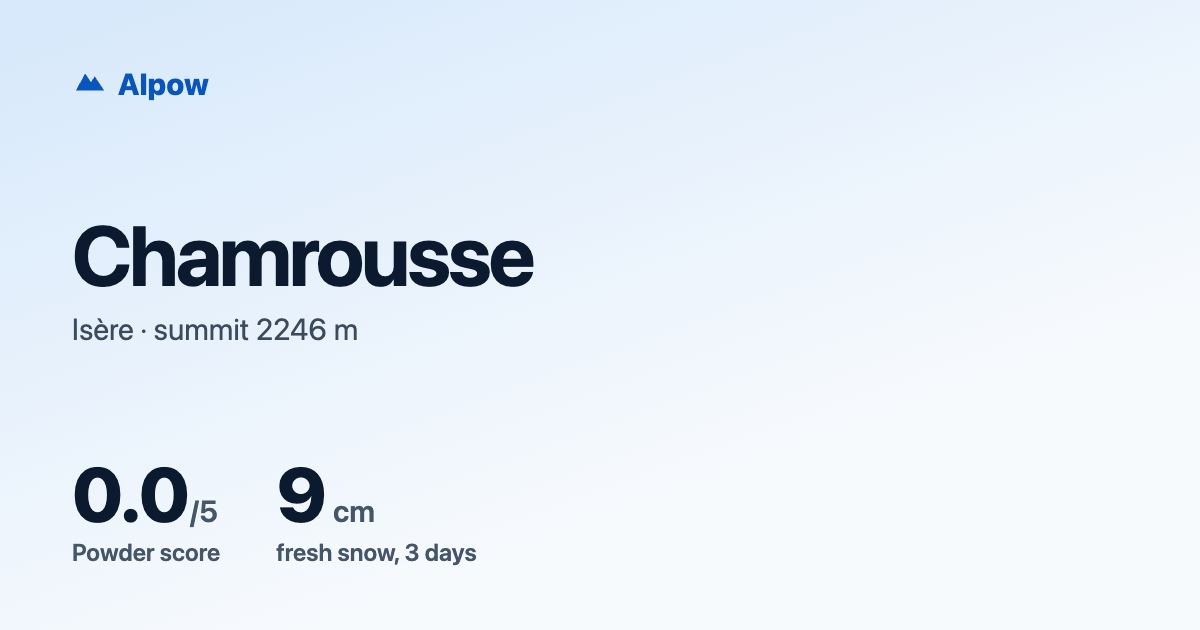 Alpow
Chamrousse
Isère · summit 2246 m
0.0/5 9 cm
Powder score fresh snow, 3 days